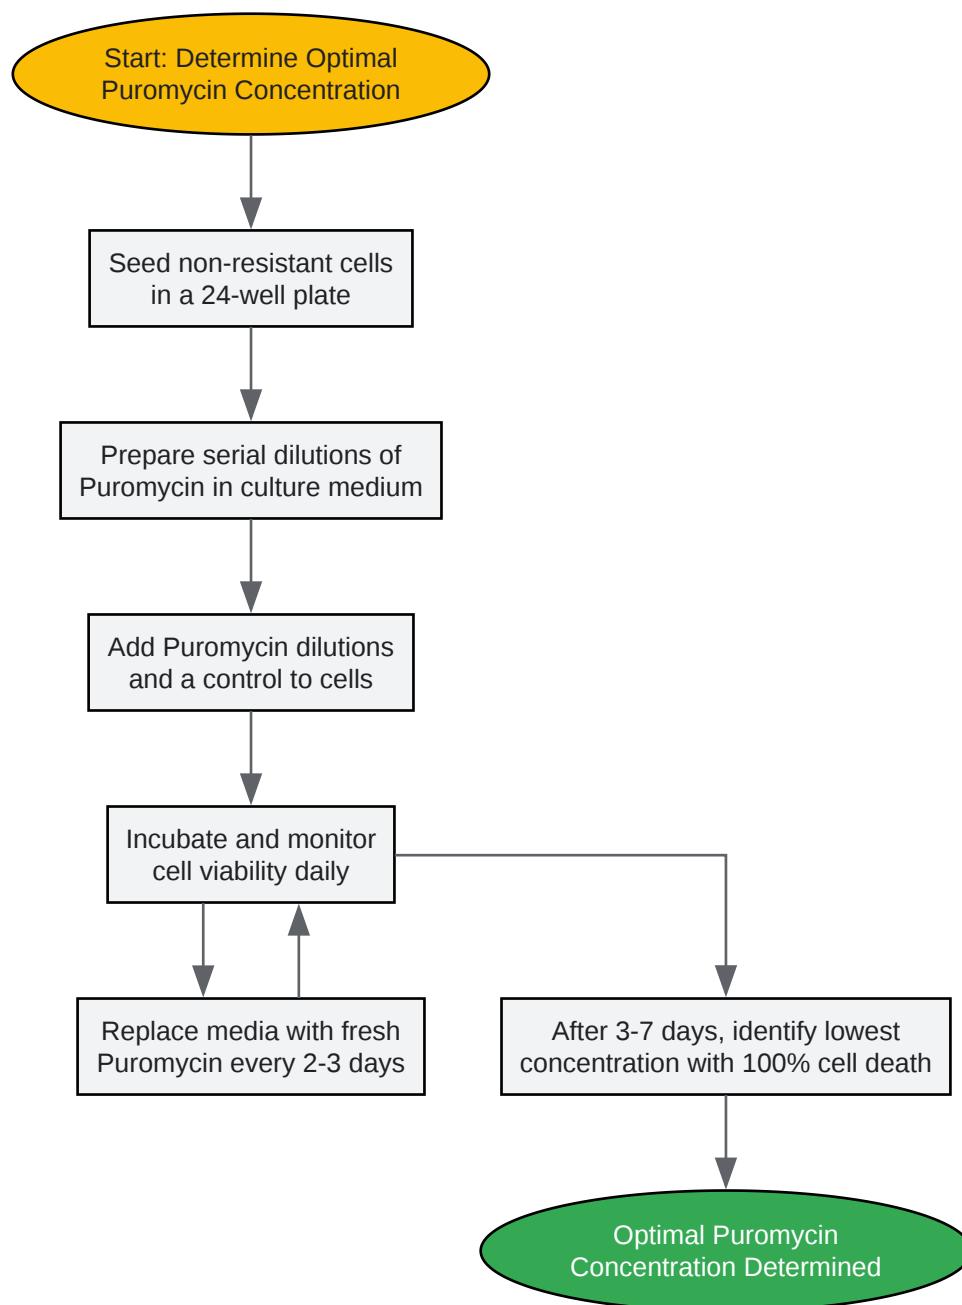 Start: Determine Optimal
Puromycin Concentration
Seed non-resistant cells
in a 24-well plate
Prepare serial dilutions of
Puromycin in culture medium
Add Puromycin dilutions
and a control to cells
Incubate and monitor
cell viability daily
Replace media with fresh
Puromycin every 2-3 days
After 3-7 days, identify lowest
concentration with 100% cell death
Optimal Puromycin
Concentration Determined